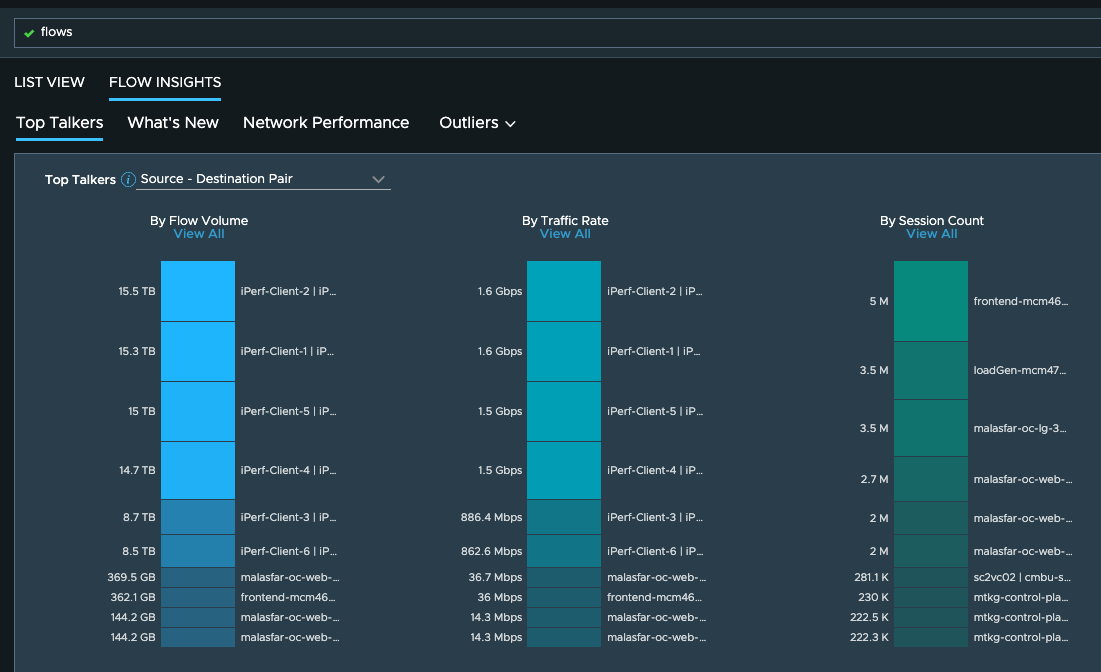 flows
LIST VIEW FLOW INSIGHTS
Top Talkers What's New Network Performance Outliers
Top Talkers i Source - Destination Pair
By Flow Volume
View All
15.5 TB iPerf-Client-2 | iP...
15.3 TB iPerf-Client-1 | iP...
15 TB iPerf-Client-5 | iP...
14.7 TB iPerf-Client-4 | iP...
8.7 TB iPerf-Client-3 | iP...
8.5 TB iPerf-Client-6 | iP...
369.5 GB malasfar-oc-web-...
362.1 GB frontend-mcm46...
144.2 GB malasfar-oc-web-...
144.2 GB malasfar-oc-web-...
By Traffic Rate
View All
1.6 Gbps iPerf-Client-2 | iP...
1.6 Gbps iPerf-Client-1 | iP...
1.5 Gbps iPerf-Client-5 | iP...
1.5 Gbps iPerf-Client-4 | iP...
886.4 Mbps iPerf-Client-3 | iP...
862.6 Mbps iPerf-Client-6 | iP...
36.7 Mbps malasfar-oc-web-...
36 Mbps frontend-mcm46...
14.3 Mbps malasfar-oc-web-...
14.3 Mbps malasfar-oc-web-...
By Session Count
View All
5 M frontend-mcm46...
3.5 M loadGen-mcm47...
3.5 M malasfar-oc-lg-3...
2.7 M malasfar-oc-web-...
2 M malasfar-oc-web-...
2 M malasfar-oc-web-...
281.1 K sc2vc02 | cmbu-s...
230 K mtkg-control-pla...
222.5 K mtkg-control-pla...
222.3 K mtkg-control-pla...